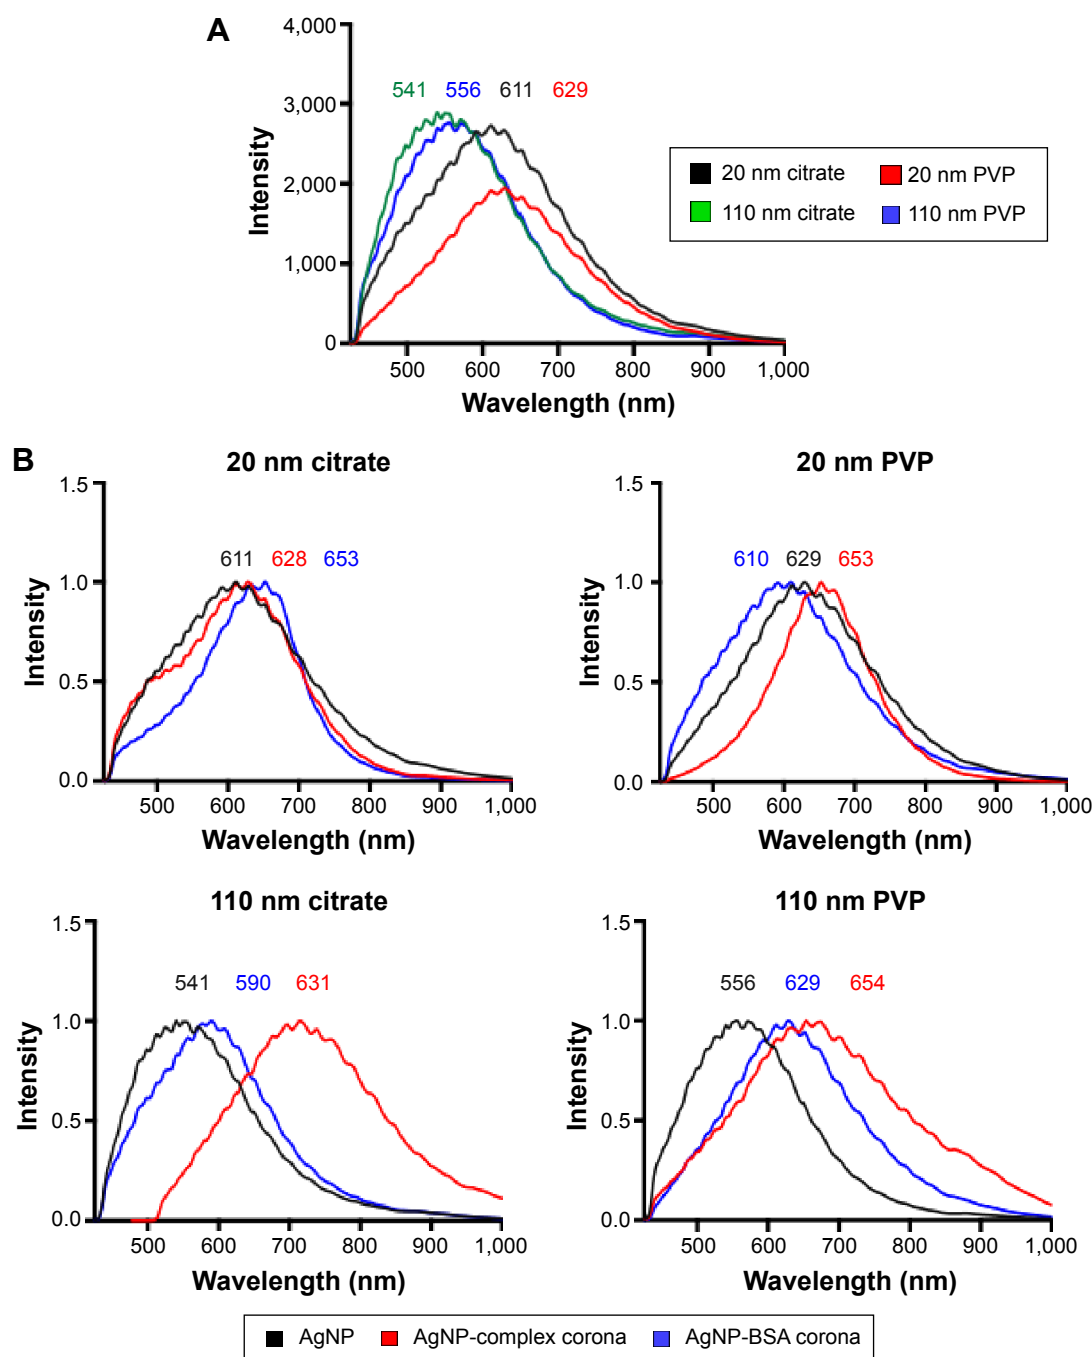 A
4,000
3,000
2,000
1,000
0
Intensity
541 556 611 629
500 600 700 800 900 1,000
Wavelength (nm)
20 nm citrate 20 nm PVP
110 nm citrate 110 nm PVP
B
20 nm citrate
1.5
1.0
0.5
0.0
Intensity
611 628 653
500 600 700 800 900 1,000
Wavelength (nm)
20 nm PVP
1.5
1.0
0.5
0.0
Intensity
610 629 653
500 600 700 800 900 1,000
Wavelength (nm)
110 nm citrate
1.5
1.0
0.5
0.0
Intensity
541 590 631
500 600 700 800 900 1,000
Wavelength (nm)
110 nm PVP
1.5
1.0
0.5
0.0
Intensity
556 629 654
500 600 700 800 900 1,000
Wavelength (nm)
AgNP AgNP-complex corona AgNP-BSA corona